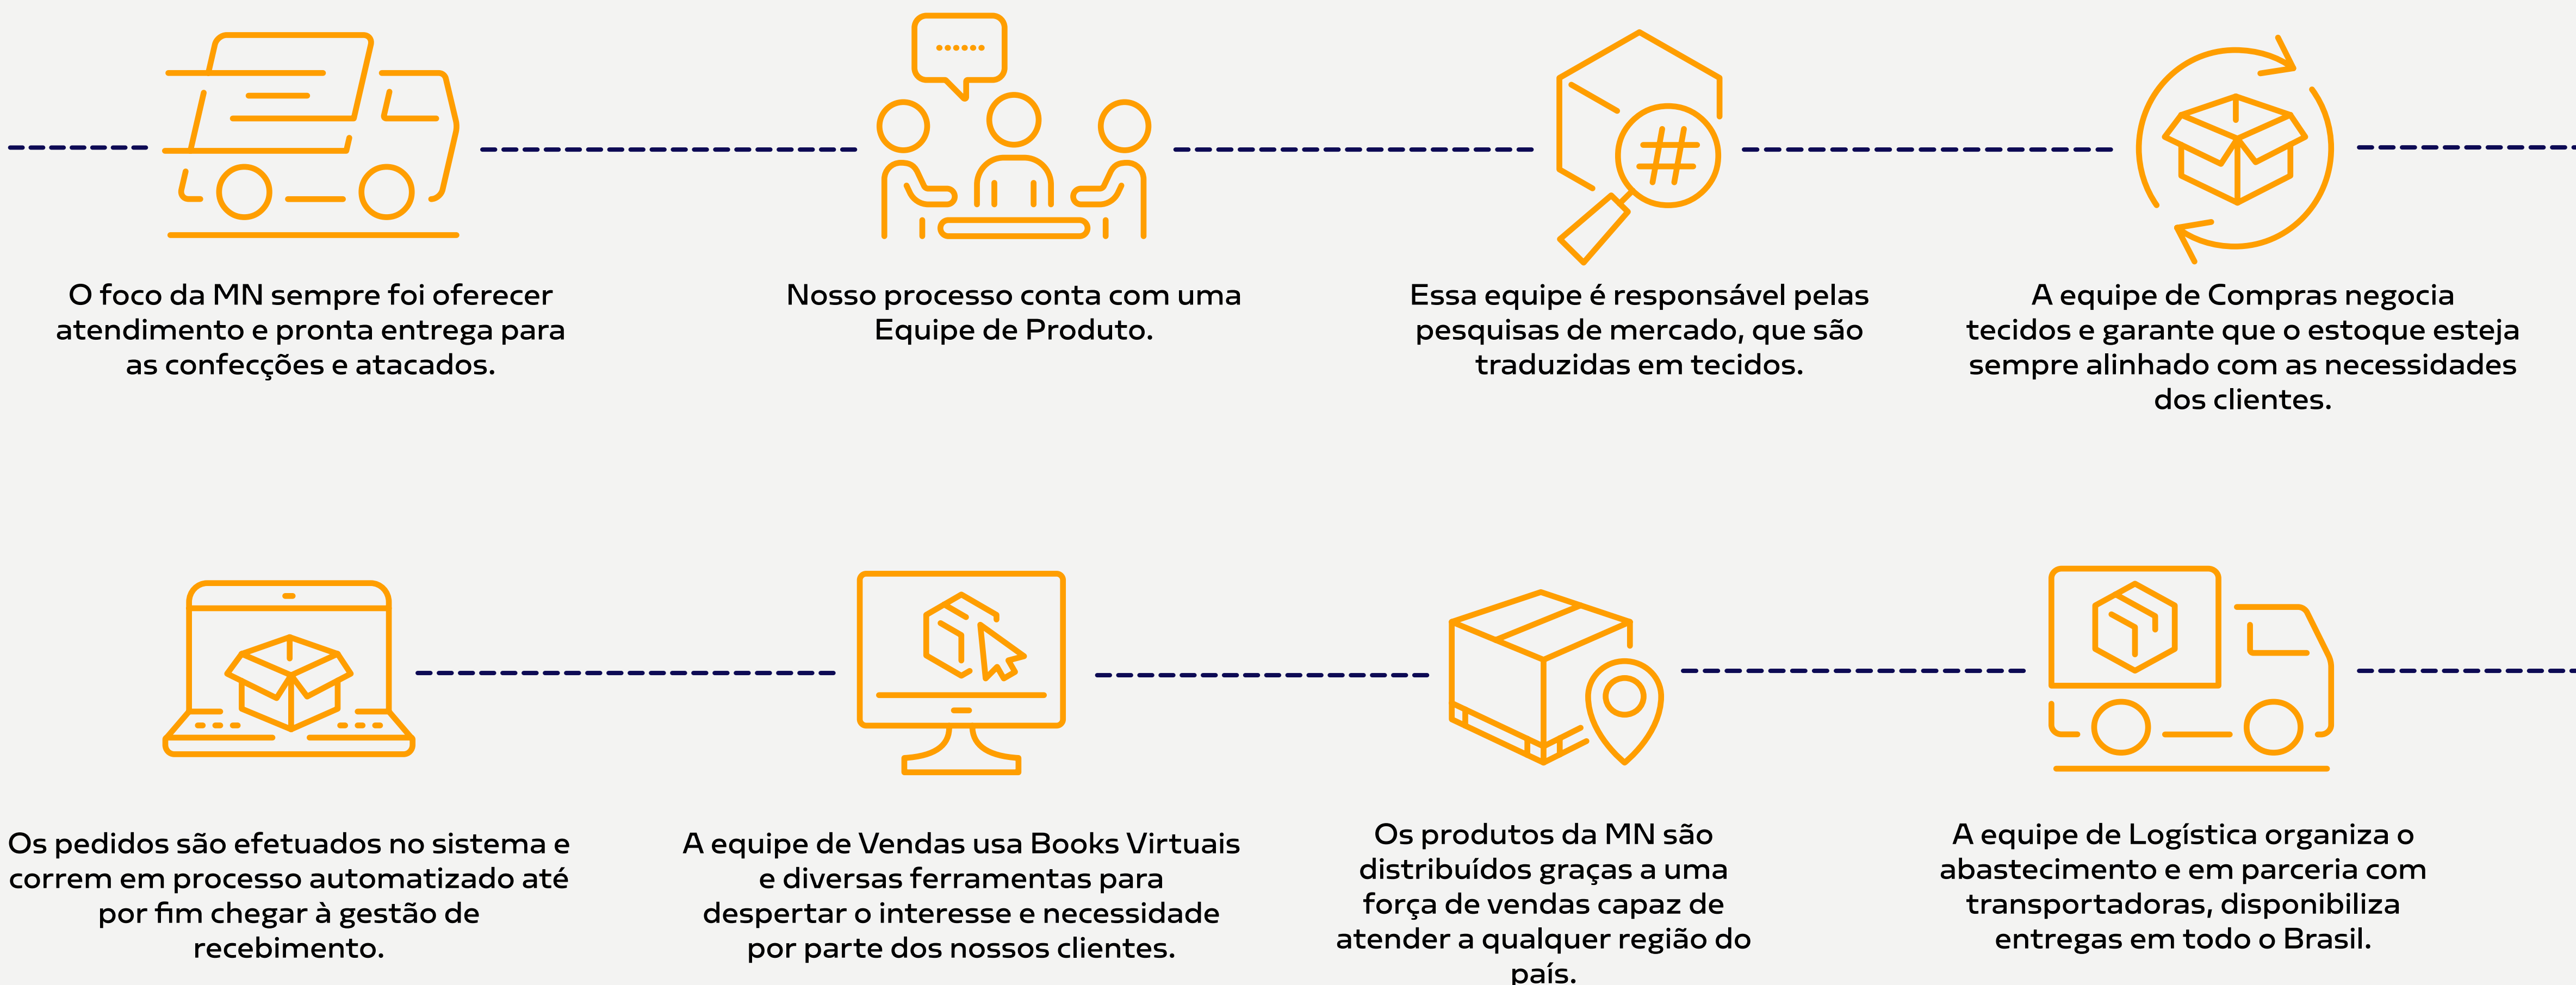 O foco da MN sempre foi oferecer
atendimento e pronta entrega para
as confecções e atacados.
Nosso processo conta com uma
Equipe de Produto.
Essa equipe é responsável pelas
pesquisas de mercado, que são
traduzidas em tecidos.
A equipe de Compras negocia
tecidos e garante que o estoque esteja
sempre alinhado com as necessidades
dos clientes.
Os pedidos são efetuados no sistema e
correm em processo automatizado até
por fim chegar à gestão de
recebimento.
A equipe de Vendas usa Books Virtuais
e diversas ferramentas para
despertar o interesse e necessidade
por parte dos nossos clientes.
Os produtos da MN são
distribuídos graças a uma
força de vendas capaz de
atender a qualquer região do
país.
A equipe de Logística organiza o
abastecimento e em parceria com
transportadoras, disponibiliza
entregas em todo o Brasil.